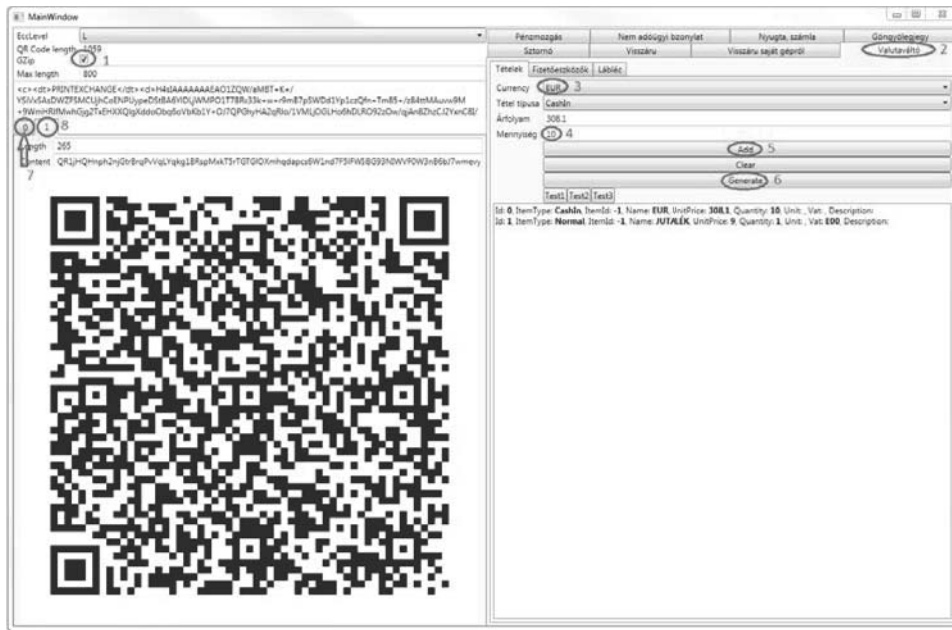 MainWindow
EccLevel L
QR Code length 1059
GZip 1
Max length 800
<c><dt>PRINTEXCHANGE</dt><d>
0 1 8
7
Length 265
Content
Pénzmozgás Nem adóügyi bizonylat Nyugta, számla Göngyölegjegy
Sztornó Visszáru Visszáru saját gépről Valutaváltó 2
Tételek Fizetőeszközök Lábléc
Currency EUR 3
Tétel típusa CashIn
Árfolyam 308.1
Mennyiség 10 4
Add 5
Clear
Generate 6
Test1 Test2 Test3
Id: 0, ItemType: CashIn, ItemId: -1, Name: EUR, UnitPrice: 308,1, Quantity: 10, Unit: , Vat: , Description:
Id: 1, ItemType: Normal, ItemId: -1, Name: JUTALÉK, UnitPrice: 9, Quantity: 1, Unit: , Vat: E00, Description: